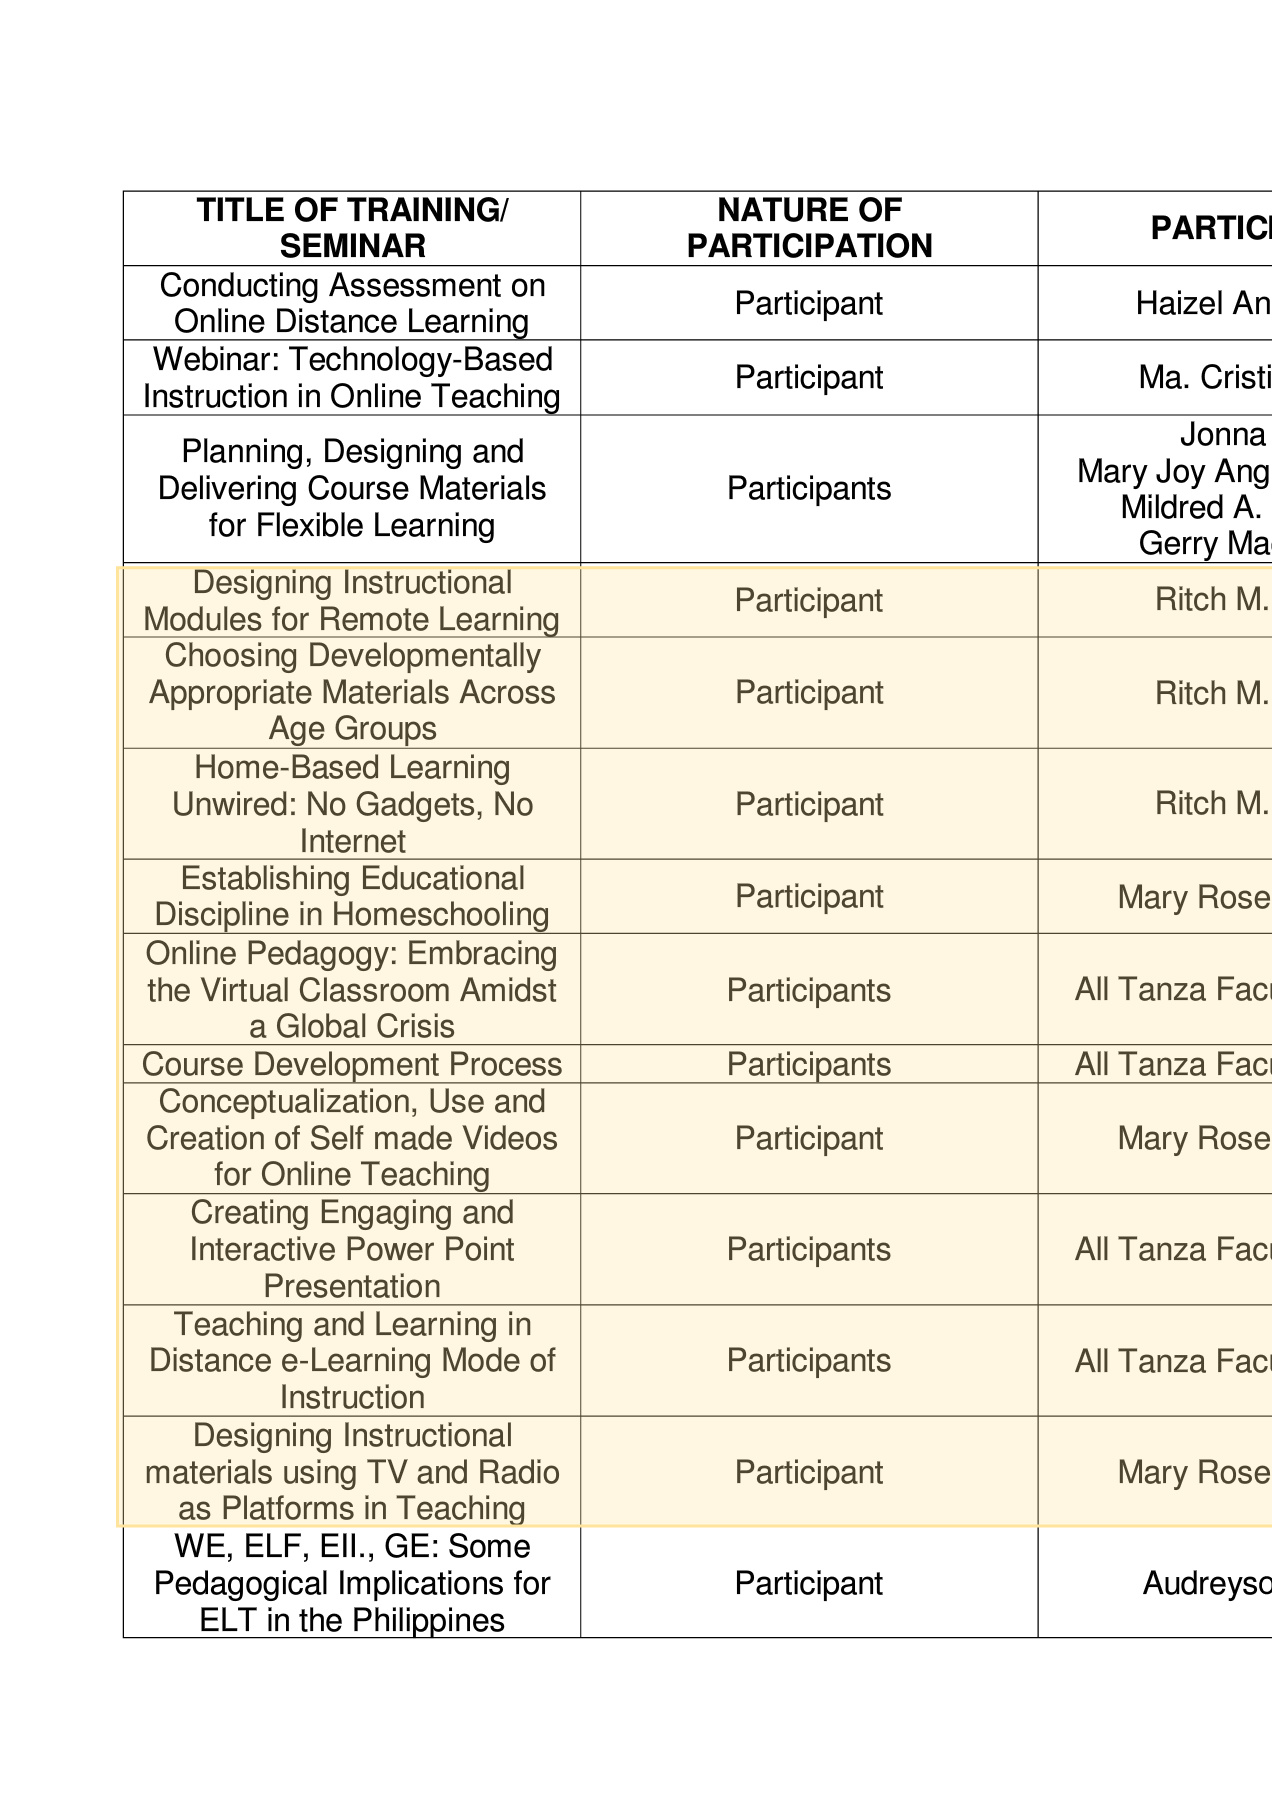 TITLE OF TRAINING/
SEMINAR
NATURE OF
PARTICIPATION
PARTICI
Conducting Assessment on
Online Distance Learning
Participant
Haizel An
Webinar: Technology-Based
Instruction in Online Teaching
Participant
Ma. Cristi
Planning, Designing and
Delivering Course Materials
for Flexible Learning
Participants
Jonna
Mary Joy Ang
Mildred A.
Gerry Mac
Designing Instructional
Modules for Remote Learning
Participant
Ritch M.
Choosing Developmentally
Appropriate Materials Across
Age Groups
Participant
Ritch M.
Home-Based Learning
Unwired: No Gadgets, No
Internet
Participant
Ritch M.
Establishing Educational
Discipline in Homeschooling
Participant
Mary Rose
Online Pedagogy: Embracing
the Virtual Classroom Amidst
a Global Crisis
Participants
All Tanza Facu
Course Development Process
Participants
All Tanza Facu
Conceptualization, Use and
Creation of Self made Videos
for Online Teaching
Participant
Mary Rose
Creating Engaging and
Interactive Power Point
Presentation
Participants
All Tanza Facu
Teaching and Learning in
Distance e-Learning Mode of
Instruction
Participants
All Tanza Facu
Designing Instructional
materials using TV and Radio
as Platforms in Teaching
Participant
Mary Rose
WE, ELF, EIl., GE: Some
Pedagogical Implications for
ELT in the Philippines
Participant
Audreyso